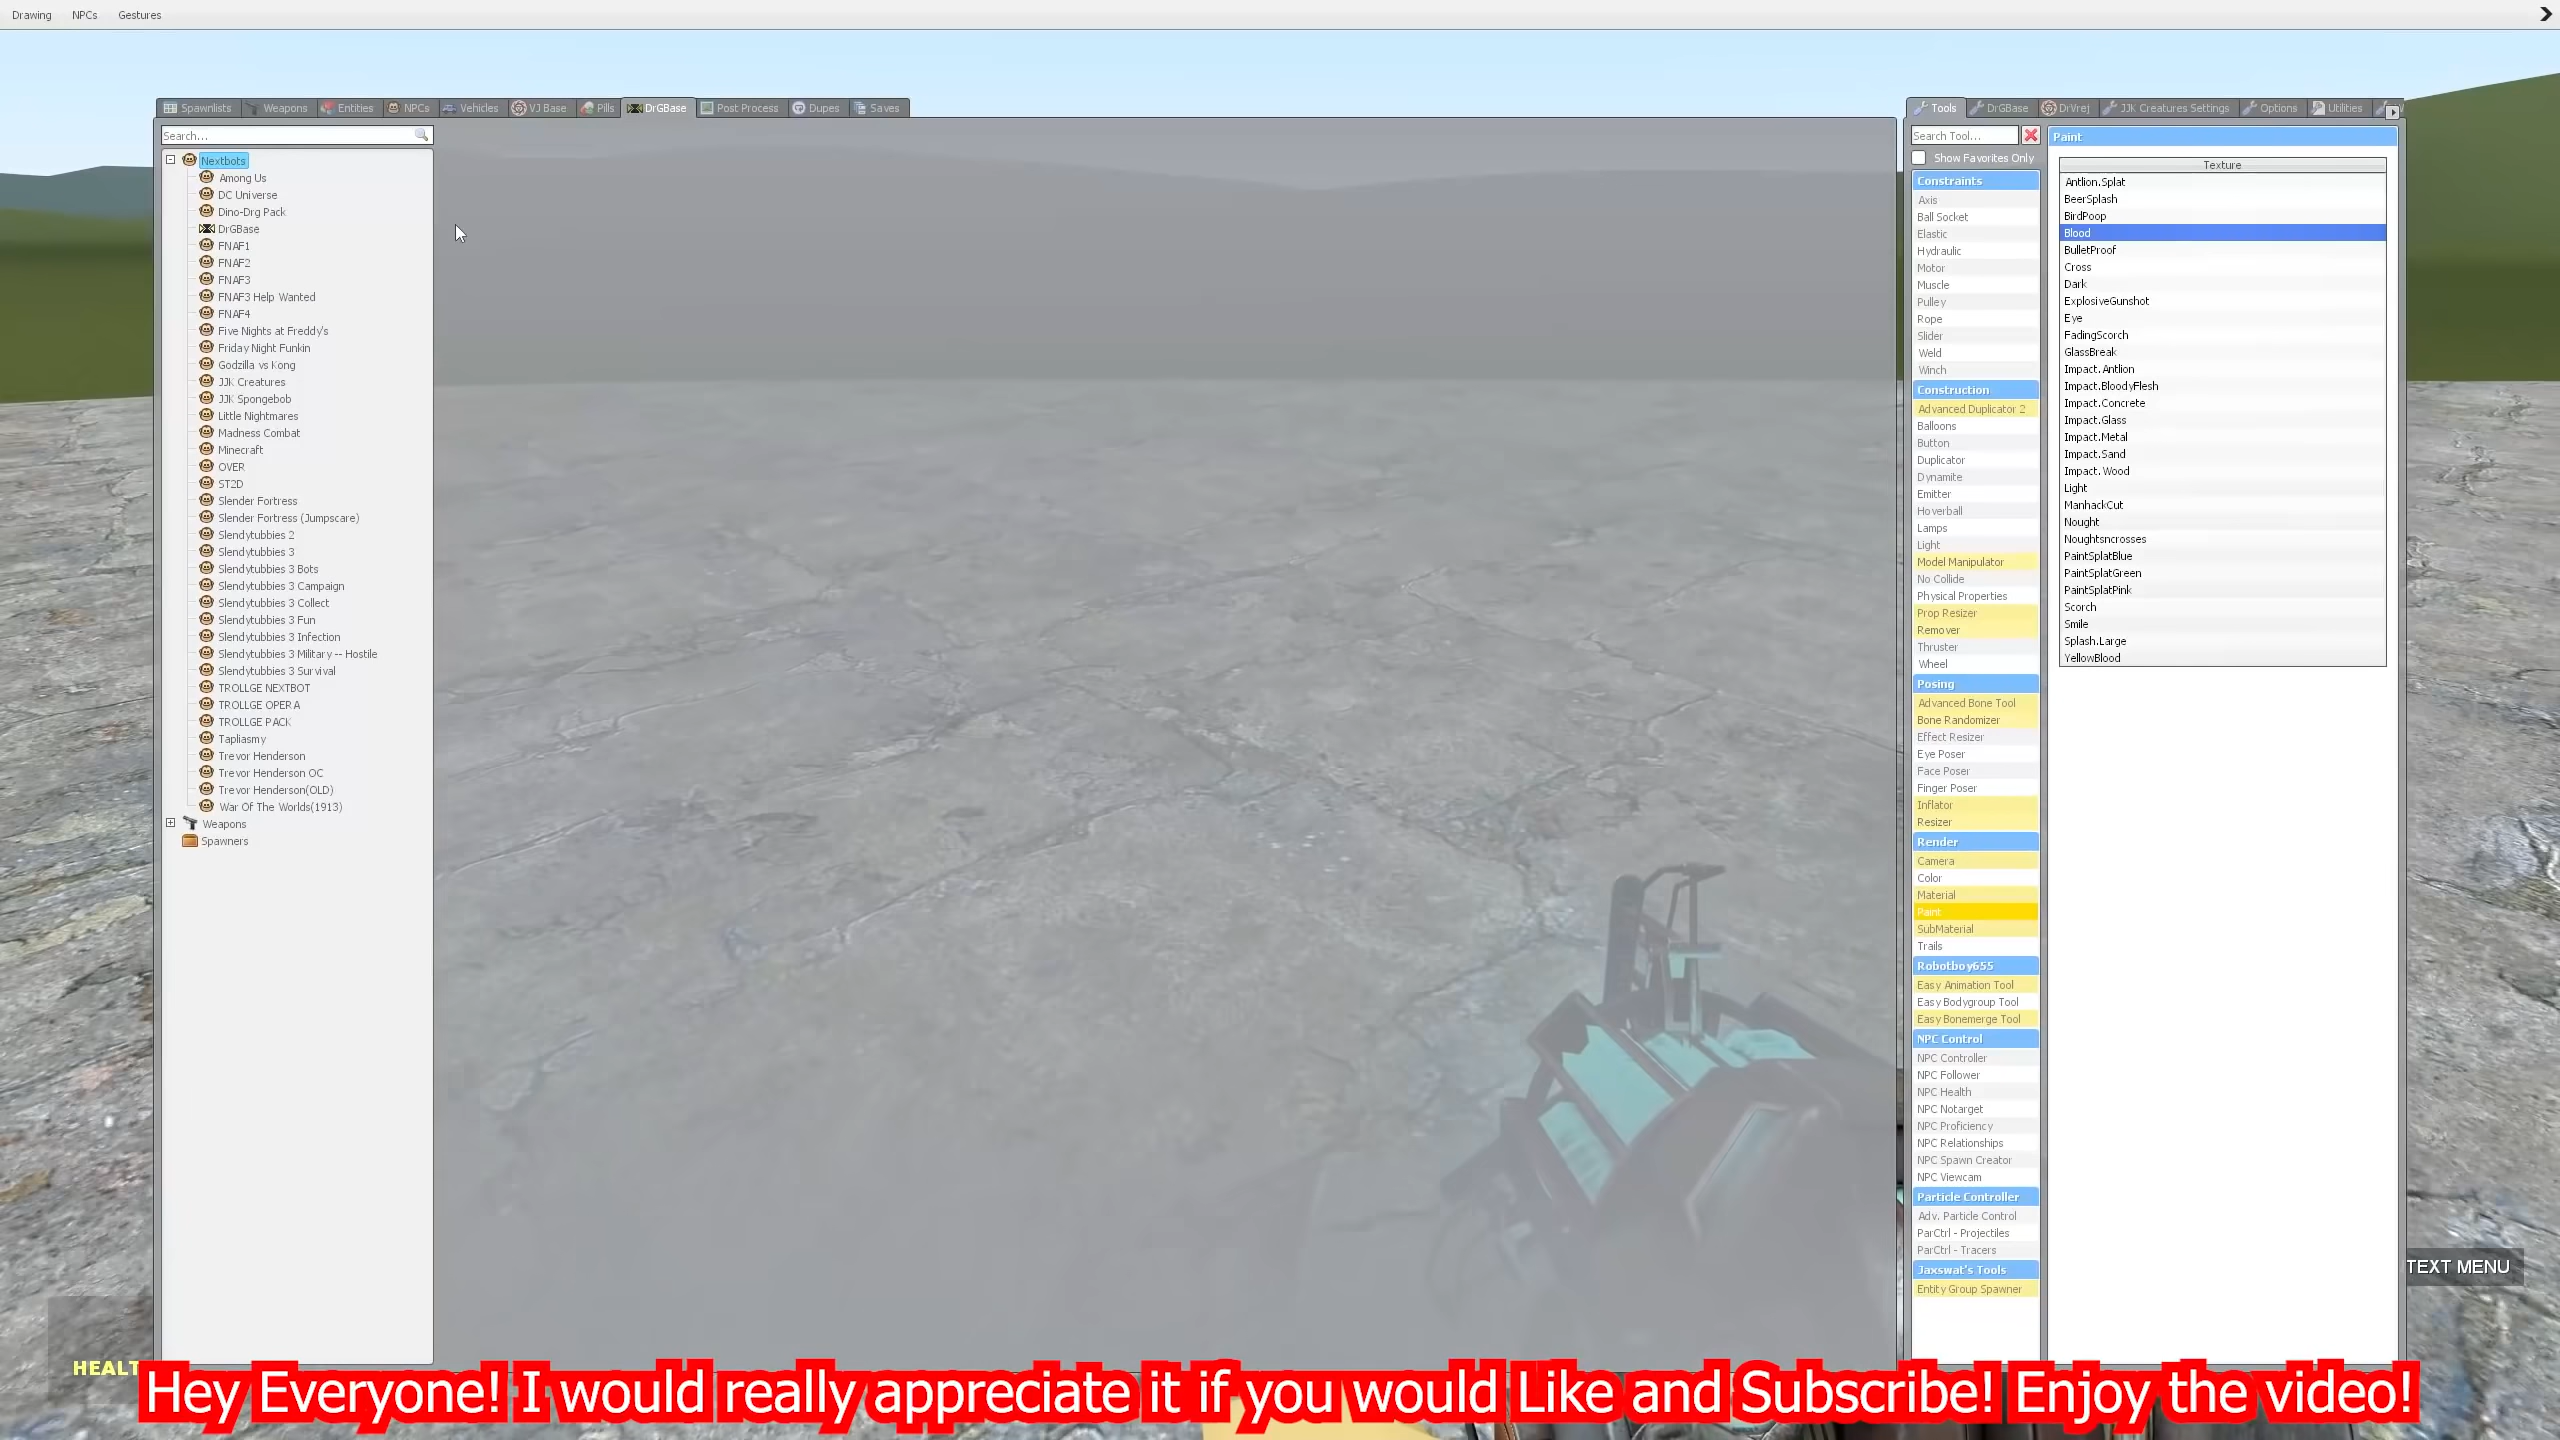 Drawing NPCs Gestures
Spawnlists Weapons Entities NPCs Vehicles VJ Base Pills DrGBase Post Process Dupes Saves
Search...
Nextbots
Among Us
DC Universe
Dino-Drg Pack
DrGBase
FNAF1
FNAF2
FNAF3
FNAF3 Help Wanted
FNAF4
Five Nights at Freddy's
Friday Night Funkin
Godzilla vs Kong
JJK Creatures
JJK Spongebob
Little Nightmares
Madness Combat
Minecraft
OVER
ST2D
Slender Fortress
Slender Fortress (Jumpscare)
Slendytubbies 2
Slendytubbies 3
Slendytubbies 3 Bots
Slendytubbies 3 Campaign
Slendytubbies 3 Collect
Slendytubbies 3 Fun
Slendytubbies 3 Infection
Slendytubbies 3 Military -- Hostile
Slendytubbies 3 Survival
TROLLGE NEXTBOT
TROLLGE OPERA
TROLLGE PACK
Tapliasmy
Trevor Henderson
Trevor Henderson OC
Trevor Henderson(OLD)
War Of The Worlds(1913)
Weapons
Spawners
Tools DrGBase DrVrej JJK Creatures Settings Options Utilities
Search Tool...
Show Favorites Only
Constraints
Axis
Ball Socket
Elastic
Hydraulic
Motor
Muscle
Pulley
Rope
Slider
Weld
Winch
Construction
Advanced Duplicator 2
Balloons
Button
Duplicator
Dynamite
Emitter
Hoverball
Lamps
Light
Model Manipulator
No Collide
Physical Properties
Prop Resizer
Remover
Thruster
Wheel
Posing
Advanced Bone Tool
Bone Randomizer
Effect Resizer
Eye Poser
Face Poser
Finger Poser
Inflator
Resizer
Render
Camera
Color
Material
Paint
SubMaterial
Trails
Robotboy655
Easy Animation Tool
Easy Bodygroup Tool
Easy Bonemerge Tool
NPC Control
NPC Controller
NPC Follower
NPC Health
NPC Notarget
NPC Proficiency
NPC Relationships
NPC Spawn Creator
NPC Viewcam
Particle Controller
Adv. Particle Control
ParCtrl - Projectiles
ParCtrl - Tracers
Jaxswat's Tools
Entity Group Spawner
Paint
Texture
Antlion.Splat
BeerSplash
BirdPoop
Blood
BulletProof
Cross
Dark
ExplosiveGunshot
Eye
FadingScorch
GlassBreak
Impact.Antlion
Impact.BloodyFlesh
Impact.Concrete
Impact.Glass
Impact.Metal
Impact.Sand
Impact.Wood
Light
ManhackCut
Nought
Noughtsncrosses
PaintSplatBlue
PaintSplatGreen
PaintSplatPink
Scorch
Smile
Splash.Large
YellowBlood
TEXT MENU
HEALT
Hey Everyone! I would really appreciate it if you would Like and Subscribe! Enjoy the video!